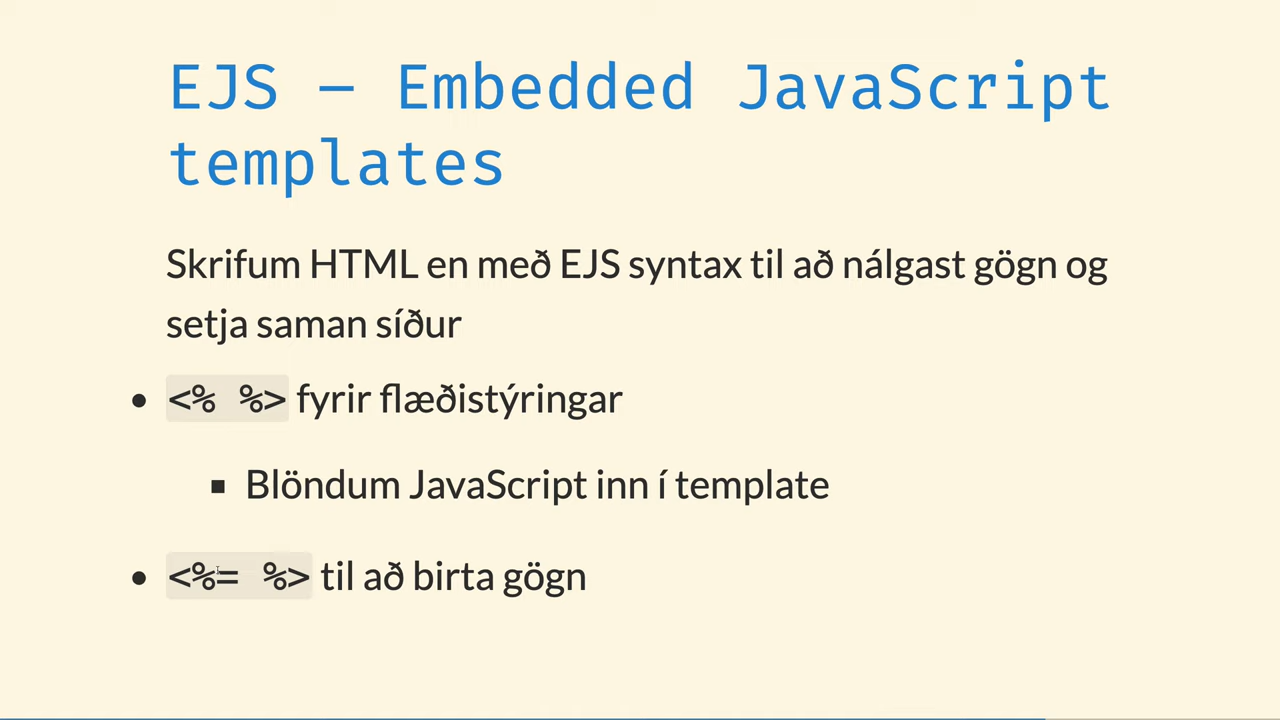 EJS — Embedded JavaScript
templates
Skrifum HTML en með EJS syntax til að nálgast gögn og
setja saman síður
<% %> fyrir flæðistýringar
Blöndum JavaScript inn í template
<%= %> til að birta gögn